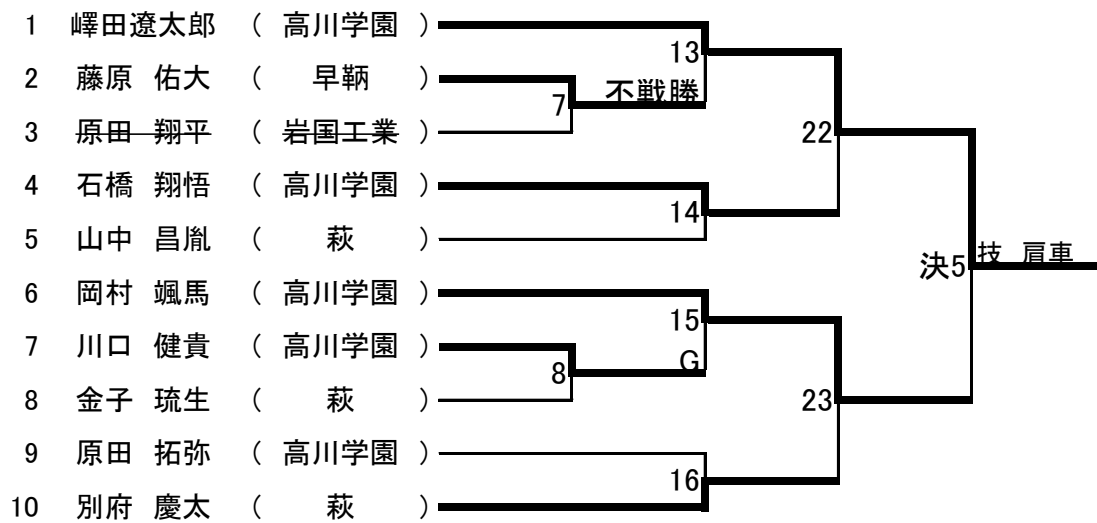 1 嶧田遼太郎 ( 高川学園 )
13
2 藤原 佑大 ( 早鞆 )
不戦勝
7
3 原田 翔平 ( 岩国工業 )
22
4 石橋 翔悟 ( 高川学園 )
14
5 山中 昌胤 ( 萩 )
技 肩車
決5
6 岡村 颯馬 ( 高川学園 )
15
7 川口 健貴 ( 高川学園 )
G
8
8 金子 琉生 ( 萩 )
23
9 原田 拓弥 ( 高川学園 )
16
10 別府 慶太 ( 萩 )